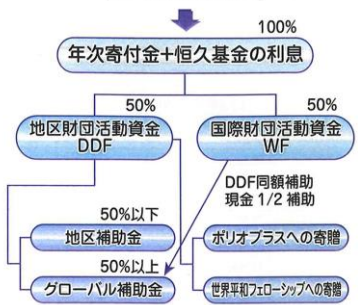 100%
年次寄付金＋恒久基金の利息
50%
50%
地区財団活動資金
DDF
国際財団活動資金
WF
DDF同額補助
現金 1/2 補助
50%以下
地区補助金
ポリオプラスへの寄贈
50%以上
グローバル補助金
世界平和フェローシップへの寄贈